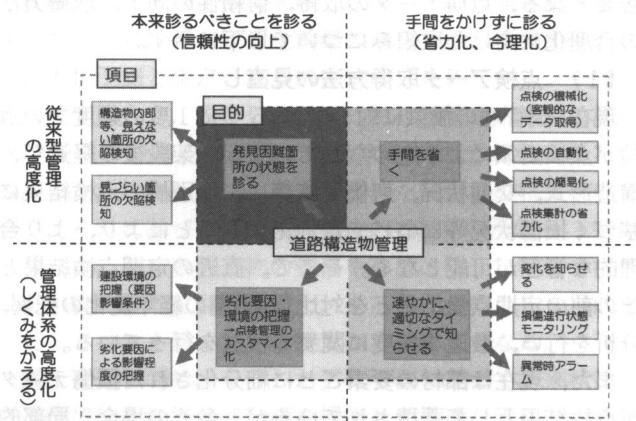 本来診るべきことを診る
(信頼性の向上)
手間をかけずに診る
(省力化、合理化)
項目
目的
従来型管理
の高度化
構造物内部
等、見えな
い箇所の欠
陥検知
見づらい箇
所の欠陥検
知
発見困難箇
所の状態を
診る
手間を省
く
点検の機械化
(客観的な
データ取得)
点検の自動化
点検の簡易化
点検集計の省
力化
道路構造物管理
管理体系の高度化
(しくみをかえる)
建設環境の
把握(要因
影響条件)
劣化要因に
よる影響程
度の把握
劣化要因・
環境の把握
→点検管理の
カスタマイズ
化
速やかに、
適切なタイ
ミングで知
らせる
変化を知らせ
る
損傷進行状態
モニタリング
異常時アラー
ム